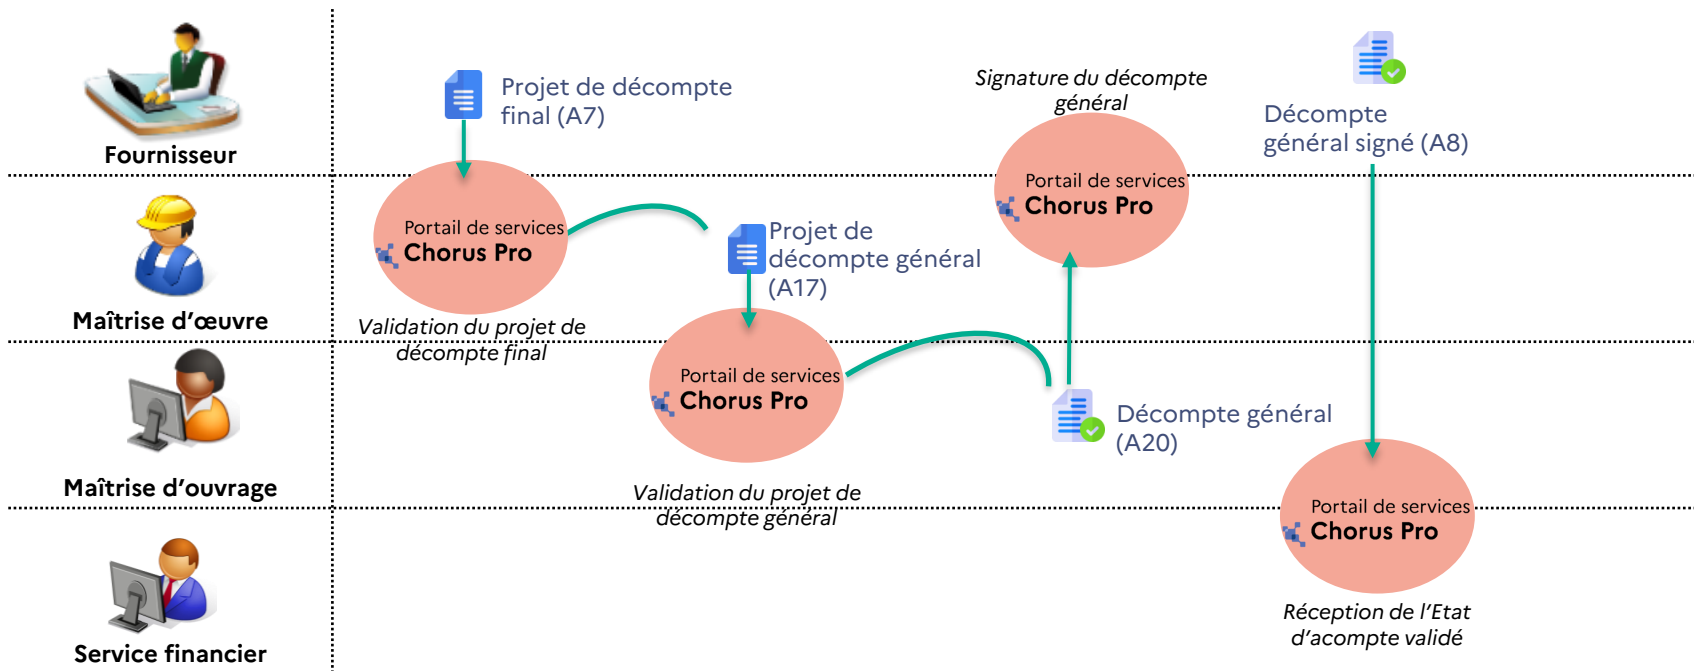 Fournisseur
Projet de décompte
final (A7)
Signature du décompte
général
Décompte
général signé (A8)
Portail de services
Chorus Pro
Portail de services
Chorus Pro
Maîtrise d’œuvre
Validation du projet de
décompte final
Projet de
décompte général
(A17)
Portail de services
Chorus Pro
Maîtrise d’ouvrage
Validation du projet de
décompte général
Décompte général
(A20)
Portail de services
Chorus Pro
Service financier
Réception de l’Etat
d’acompte validé